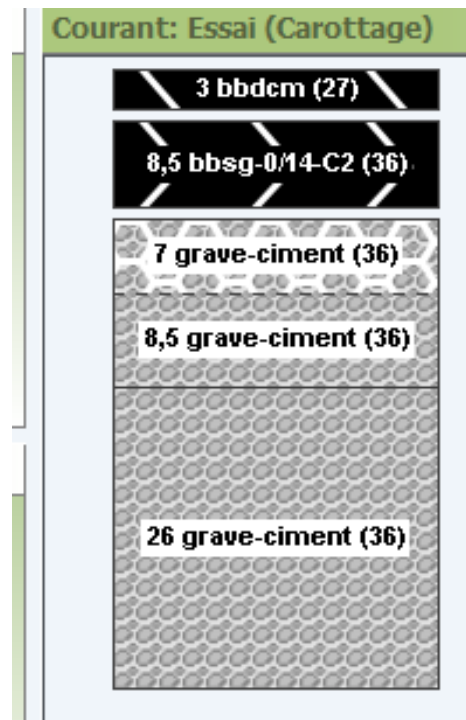 Courant: Essai (Carottage)
3 bbdcm (27)
8,5 bbsg-0/14-C2 (36)
7 grave-ciment (36)
8,5 grave-ciment (36)
26 grave-ciment (36)